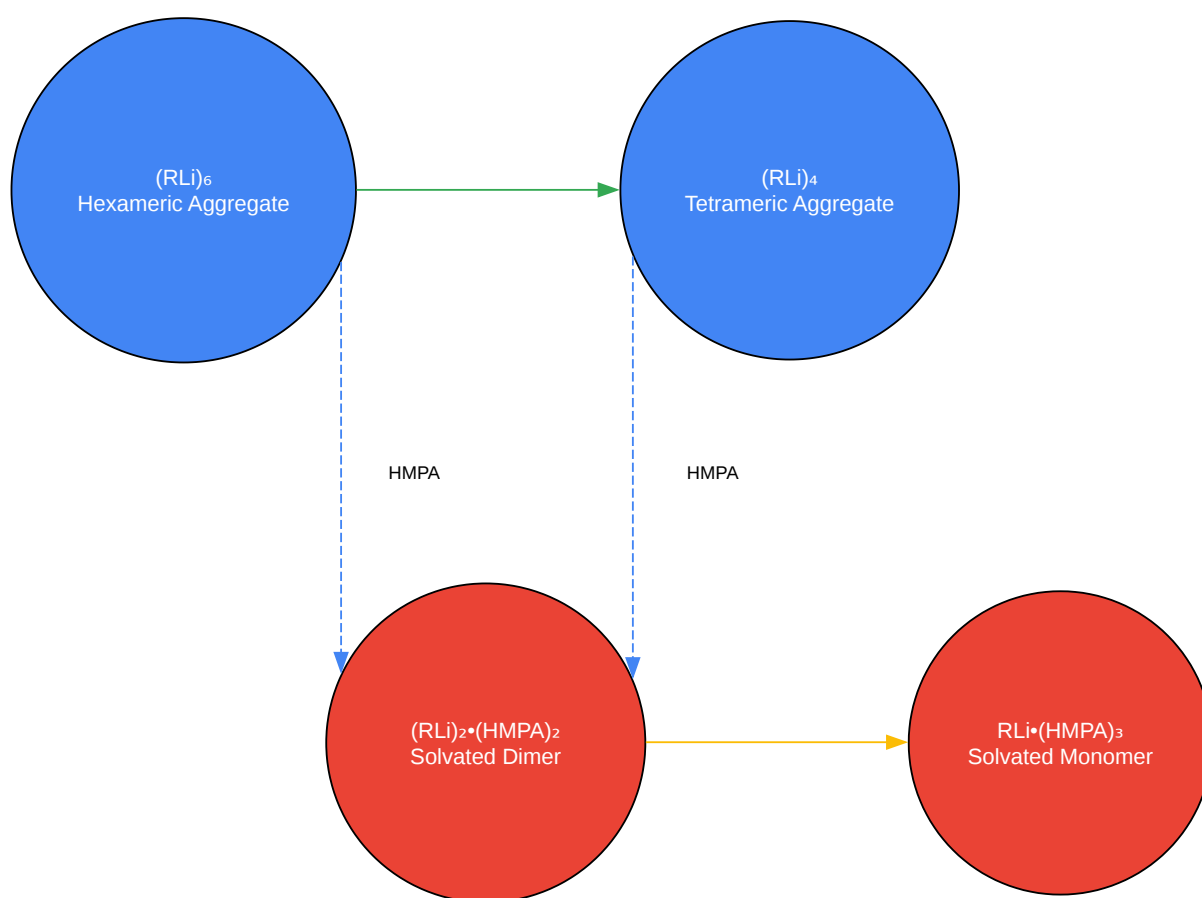 (RLi)₆
Hexameric Aggregate
(RLi)₄
Tetrameric Aggregate
HMPA
HMPA
(RLi)₂•(HMPA)₂
Solvated Dimer
RLi•(HMPA)₃
Solvated Monomer